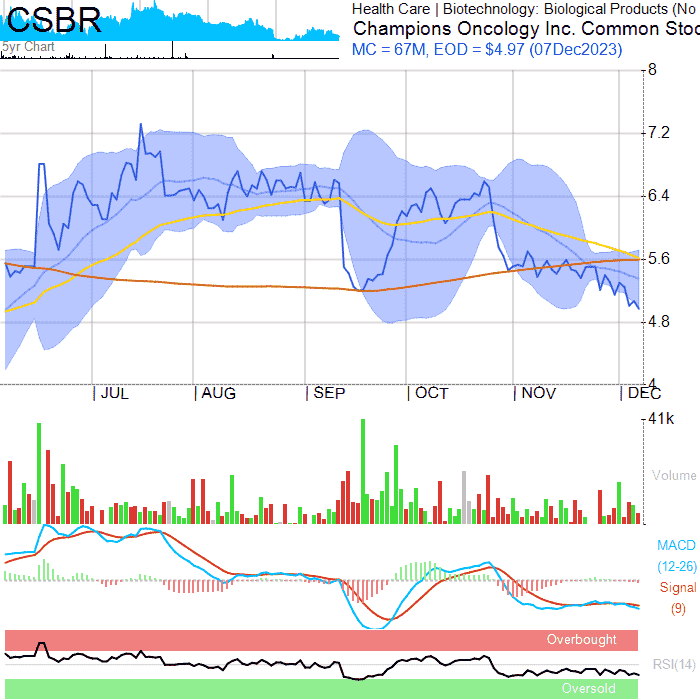 CSBR
5yr Chart
Health Care | Biotechnology: Biological Products (No
Champions Oncology Inc. Common Stoc
MC = 67M, EOD = $4.97 (07Dec2023)
8
7.2
6.4
5.6
4.8
4
JUL
AUG
SEP
OCT
NOV
DEC
41k
Volume
MACD
(12-26)
Signal
(9)
Overbought
RSI(14)
Oversold